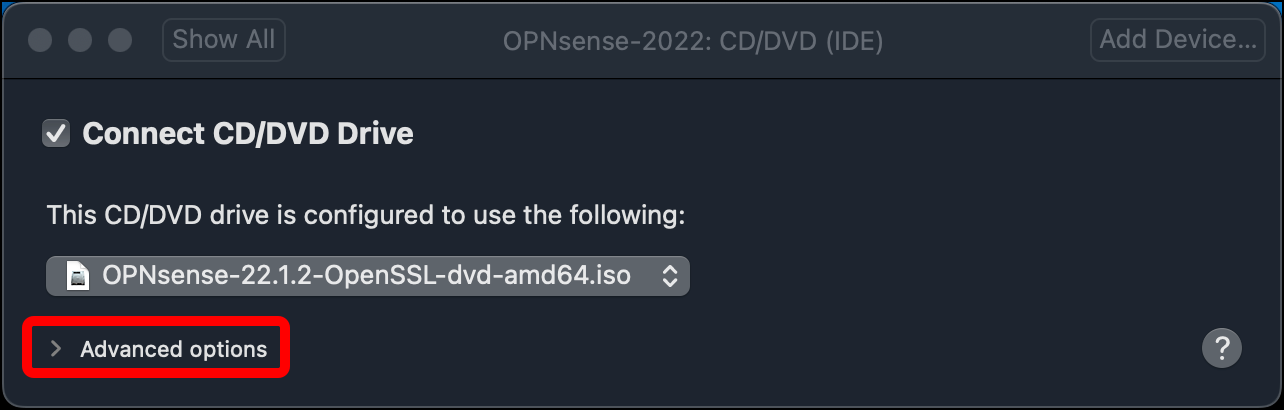 Show All
OPNsense-2022: CD/DVD (IDE)
Add Device...
Connect CD/DVD Drive
This CD/DVD drive is configured to use the following:
OPNsense-22.1.2-OpenSSL-dvd-amd64.iso
Advanced options
?